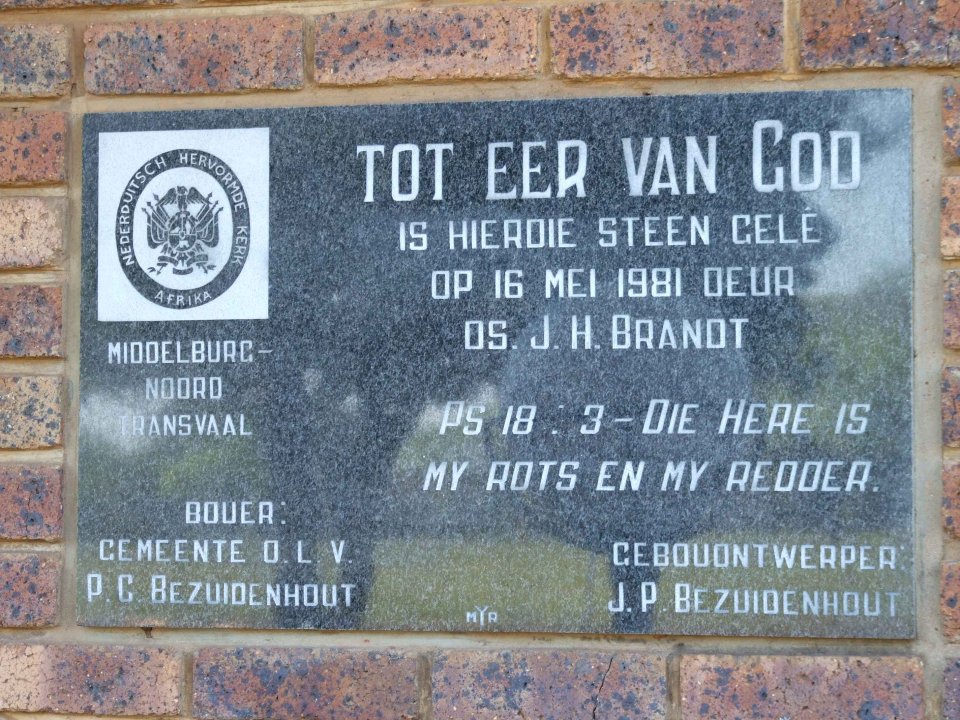 NEDERDUITSCH HERVORMDE KERK
AFRIKA
MIDDELBURG-
NOORD
TRANSVAAL
TOT EER VAN GOD
IS HIERDIE STEEN GELÊ
OP 16 MEI 1981 DEUR
DS. J. H. BRANDT
PS 18 : 3 – DIE HERE IS
MY ROTS EN MY REDDER.
BOUER:
GEMEENTE O.L.V.
P.G. BEZUIDENHOUT
GEBOUONTWERPER:
J.P. BEZUIDENHOUT
MYR